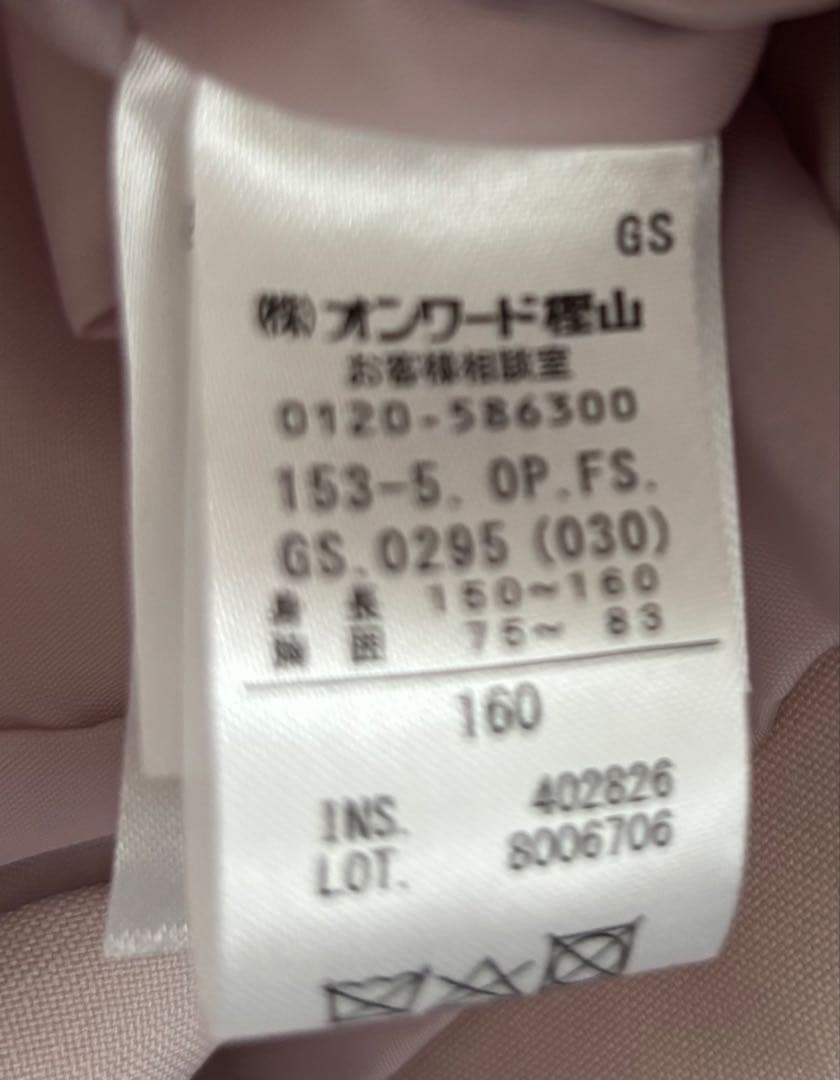 GS
㈱オンワード樫山
お客様相談室
0120-586300
153-5. OP.FS.
GS.0295 (030)
身 長 150~160
胸 囲 75~ 83
160
INS. 402826
LOT. 8006706